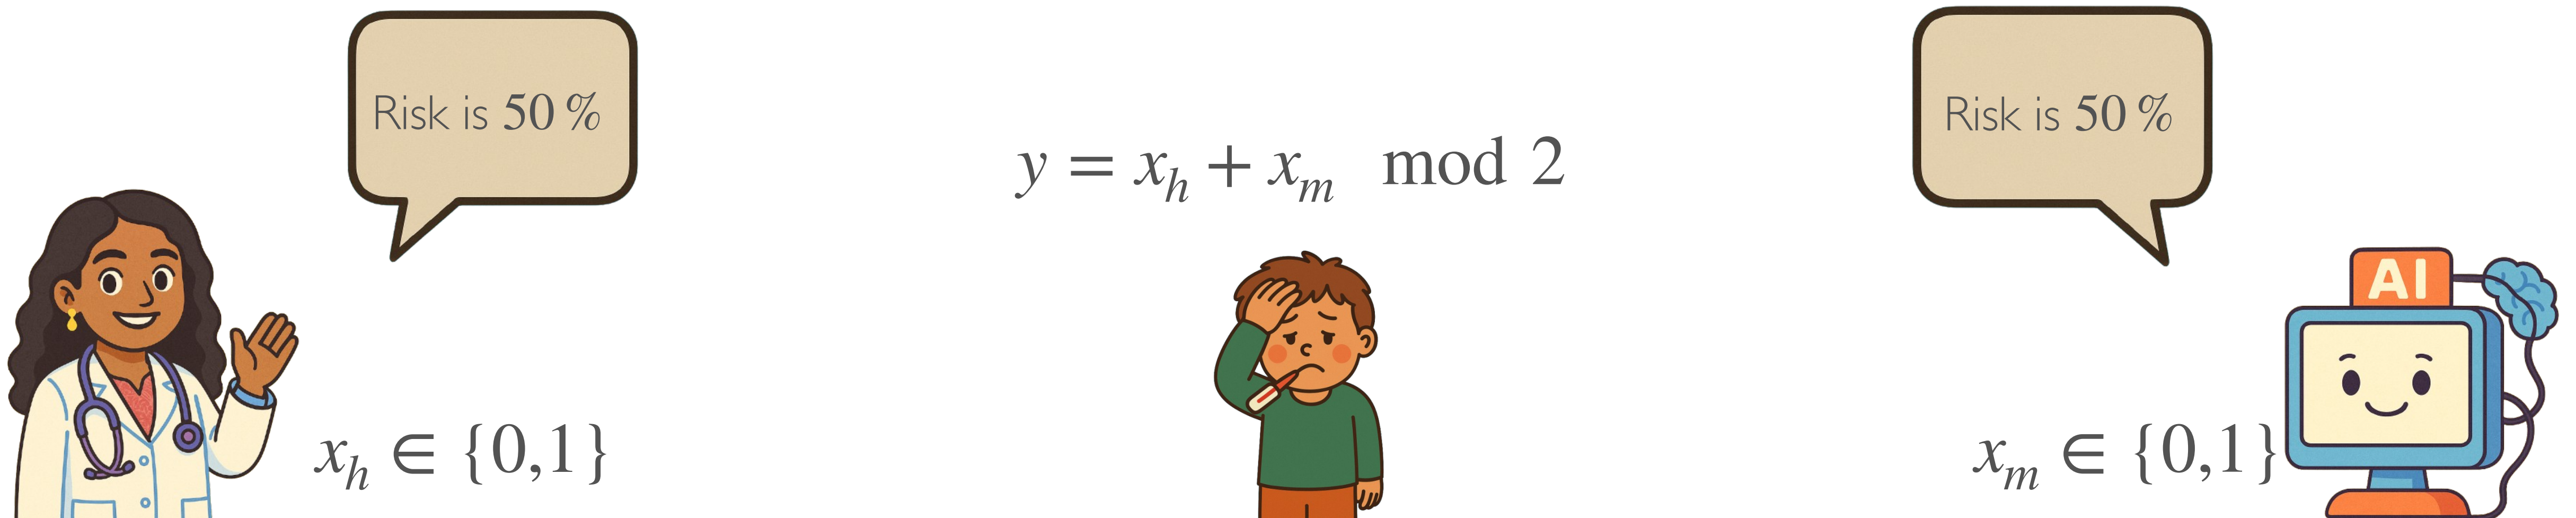 Risk is 50 %
Risk is 50 %
y = x_h + x_m mod 2
AI
x_h ∈ {0,1}
x_m ∈ {0,1}